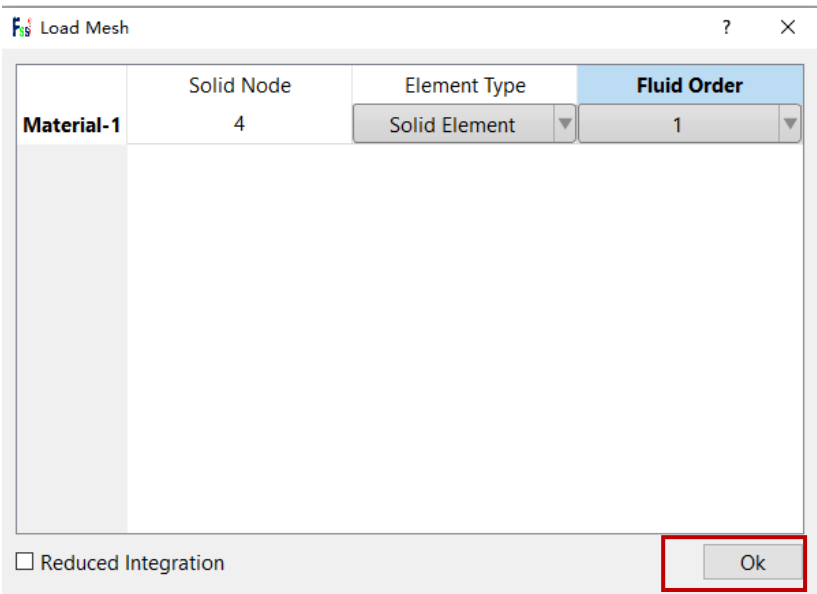 Load Mesh ?
Solid Node Element Type Fluid Order
Material-1 4 Solid Element 1
Reduced Integration Ok